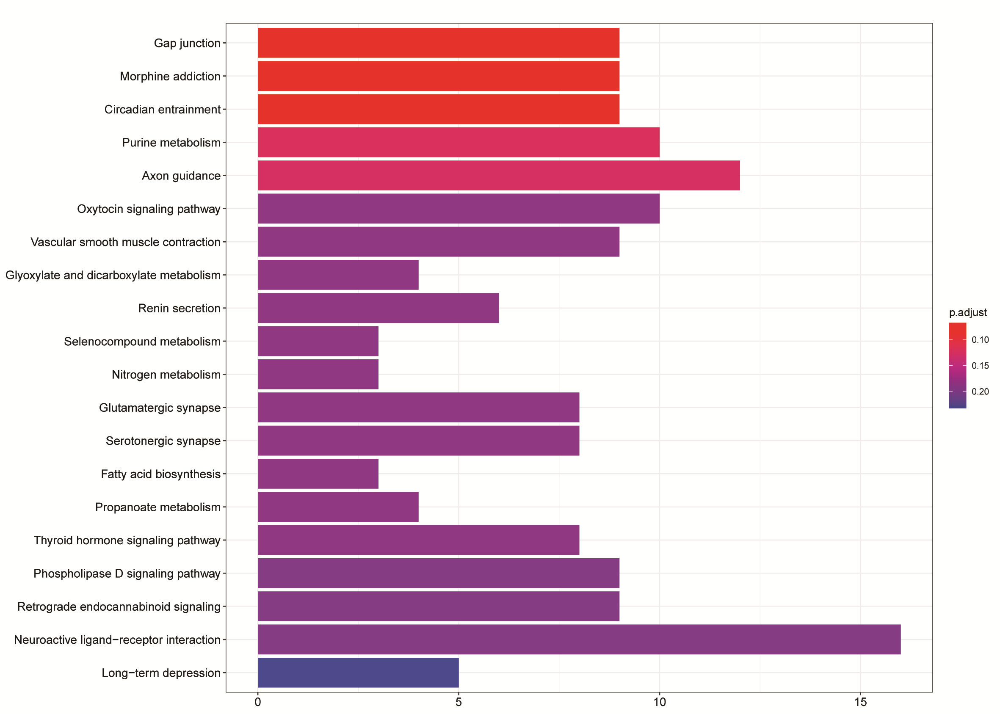 Gap junction
Morphine addiction
Circadian entrainment
Purine metabolism
Axon guidance
Oxytocin signaling pathway
Vascular smooth muscle contraction
Glyoxylate and dicarboxylate metabolism
Renin secretion
Selenocompound metabolism
Nitrogen metabolism
Glutamatergic synapse
Serotonergic synapse
Fatty acid biosynthesis
Propanoate metabolism
Thyroid hormone signaling pathway
Phospholipase D signaling pathway
Retrograde endocannabinoid signaling
Neuroactive ligand−receptor interaction
Long−term depression
0 5 10 15
p.adjust
0.10
0.15
0.20